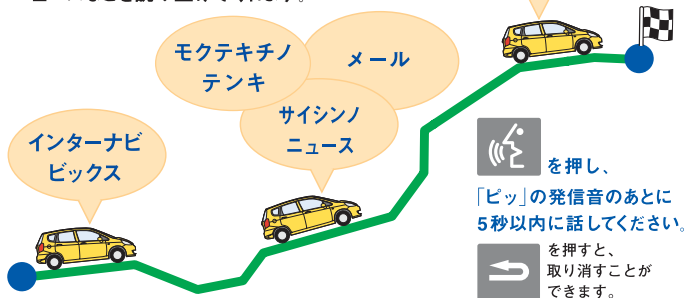 モクテキチノ
テンキ
メール
サイシンノ
ニュース
インターナビ
ビックス
を押し、
「ピッ」の発信音のあとに
5秒以内に話してください。
を押すと、
取り消すことが
できます。